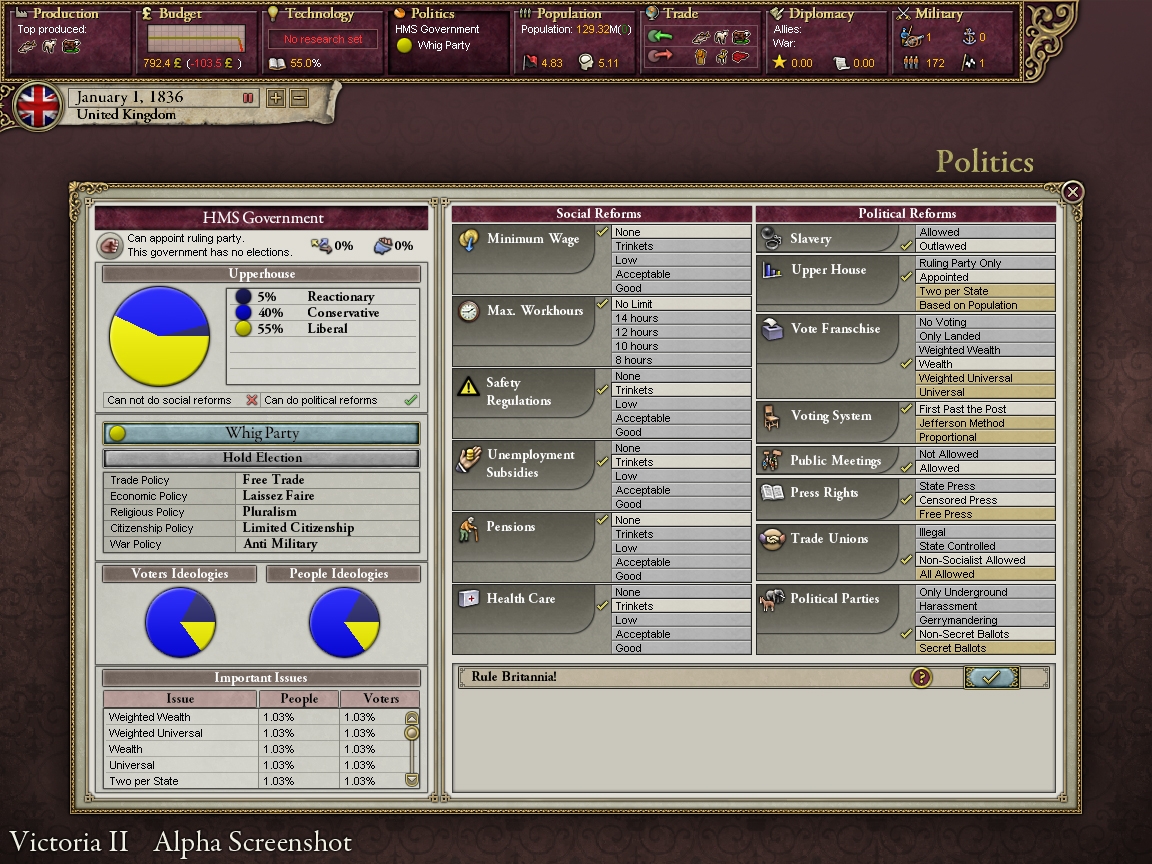 Production
Top produced:
£ Budget
792.4 £ (-103.5 £ )
Technology
No research set
55.0%
Politics
HMS Government
Whig Party
Population
Population: 129.32M(0)
4.83 5.11
Trade
Diplomacy
Allies:
War:
0.00 0.00
Military
1 0
172 1
January 1, 1836
United Kingdom
Politics
HMS Government
Can appoint ruling party.
This government has no elections.
0% 0%
Upperhouse
5% Reactionary
40% Conservative
55% Liberal
Can not do social reforms Can do political reforms
Whig Party
Hold Election
Trade Policy Free Trade
Economic Policy Laissez Faire
Religious Policy Pluralism
Citizenship Policy Limited Citizenship
War Policy Anti Military
Voters Ideologies People Ideologies
Important Issues
Issue People Voters
Weighted Wealth 1.03% 1.03%
Weighted Universal 1.03% 1.03%
Wealth 1.03% 1.03%
Universal 1.03% 1.03%
Two per State 1.03% 1.03%
Social Reforms
Minimum Wage
None
Trinkets
Low
Acceptable
Good
Max. Workhours
No Limit
14 hours
12 hours
10 hours
8 hours
Safety
Regulations
None
Trinkets
Low
Acceptable
Good
Unemployment
Subsidies
None
Trinkets
Low
Acceptable
Good
Pensions
None
Trinkets
Low
Acceptable
Good
Health Care
None
Trinkets
Low
Acceptable
Good
Political Reforms
Slavery
Allowed
Outlawed
Upper House
Ruling Party Only
Appointed
Two per State
Based on Population
Vote Franschise
No Voting
Only Landed
Weighted Wealth
Wealth
Weighted Universal
Universal
Voting System
First Past the Post
Jefferson Method
Proportional
Public Meetings
Not Allowed
Allowed
Press Rights
State Press
Censored Press
Free Press
Trade Unions
Illegal
State Controlled
Non-Socialist Allowed
All Allowed
Political Parties
Only Underground
Harassment
Gerrymandering
Non-Secret Ballots
Secret Ballots
Rule Britannia! ?
Victoria II Alpha Screenshot